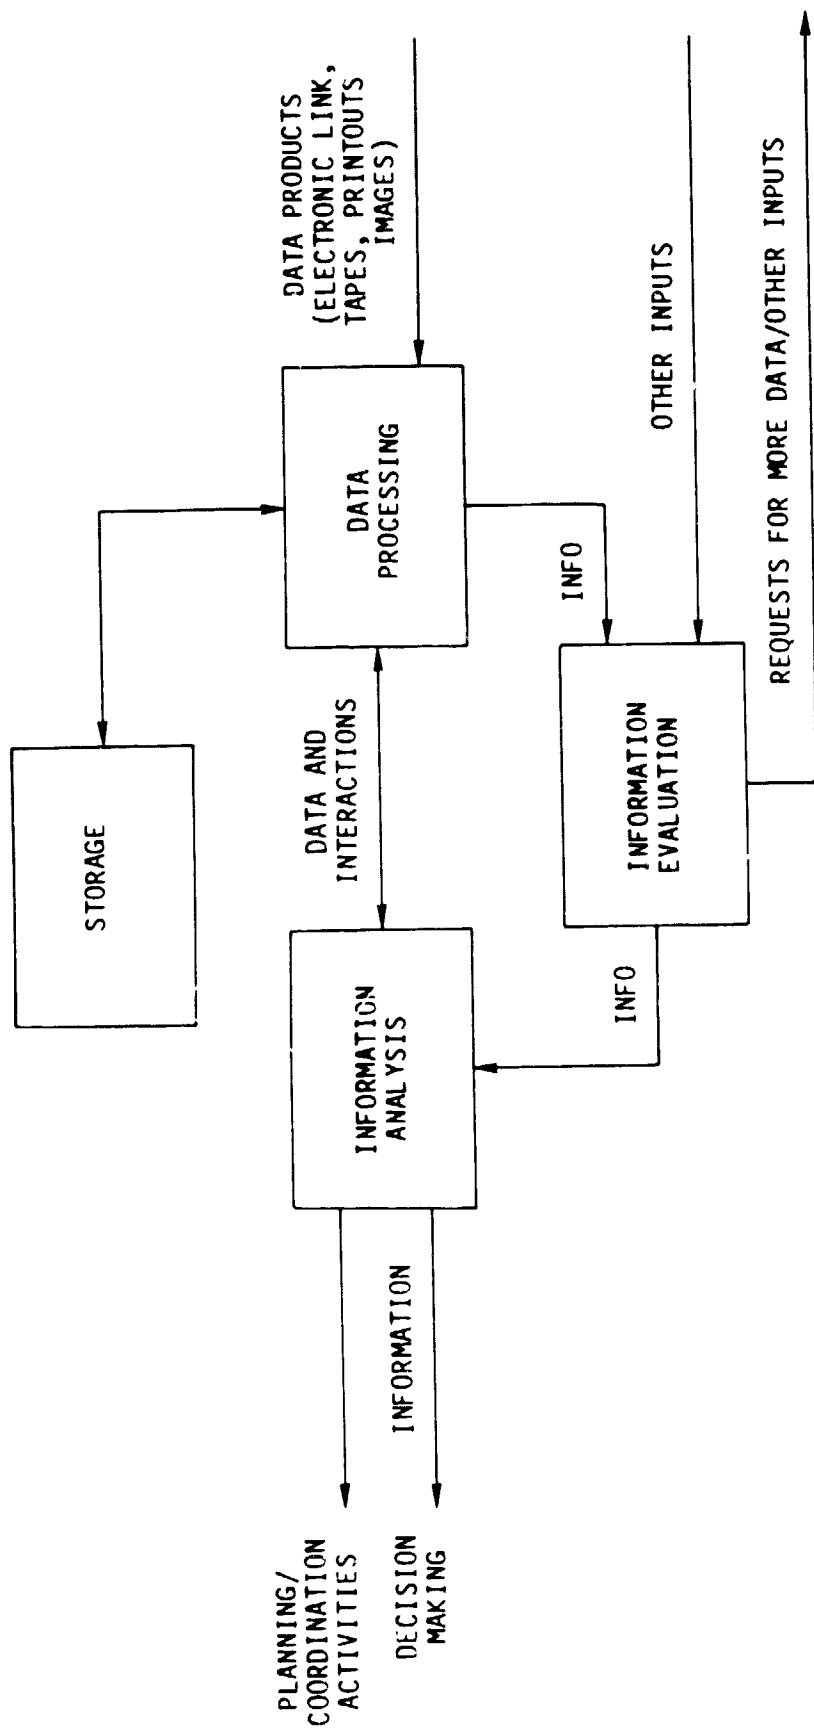 STORAGE
DATA PRODUCTS
(ELECTRONIC LINK,
TAPES, PRINTOUTS
IMAGES)
PLANNING/
COORDINATION
ACTIVITIES
INFORMATION
DECISION
MAKING
INFORMATION
ANALYSIS
DATA AND
INTERACTIONS
DATA
PROCESSING
INFO
INFO
INFORMATION
EVALUATION
OTHER INPUTS
REQUESTS FOR MORE DATA/OTHER INPUTS